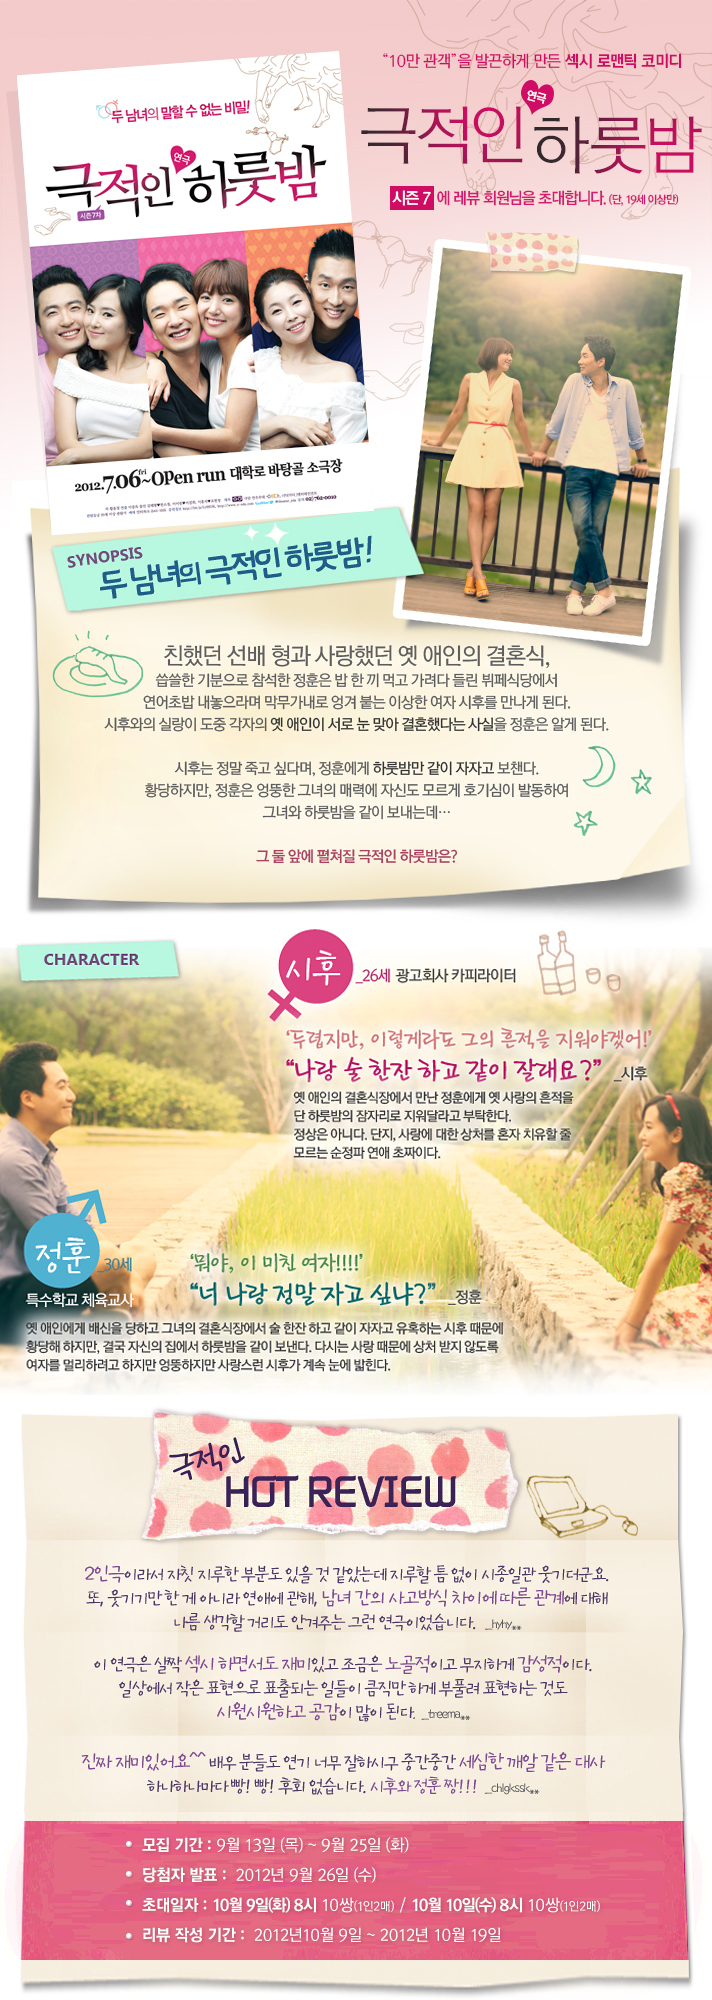 “10만 관객”을 발끈하게 만든 섹시 로맨틱 코미디
연극
극적인 하룻밤
시즌 7 에 레뷰 회원님을 초대합니다. (단, 19세 이상만)
두 남녀의 말할 수 없는 비밀!
연극
극적인 하룻밤
시즌 7차
2012.7.06fri~Open run 대학로 바탕골 소극장
SYNOPSIS
두 남녀의 극적인 하룻밤!
친했던 선배 형과 사랑했던 옛 애인의 결혼식,
씁쓸한 기분으로 참석한 정훈은 밥 한 끼 먹고 가려다 들린 뷔페식당에서
연어초밥 내놓으라며 막무가내로 엉겨 붙는 이상한 여자 시후를 만나게 된다.
시후와의 실랑이 도중 각자의 옛 애인이 서로 눈 맞아 결혼했다는 사실을 정훈은 알게 된다.
시후는 정말 죽고 싶다며, 정훈에게 하룻밤만 같이 자자고 보챈다.
황당하지만, 정훈은 엉뚱한 그녀의 매력에 자신도 모르게 호기심이 발동하여
그녀와 하룻밤을 같이 보내는데…
그 둘 앞에 펼쳐질 극적인 하룻밤은?
CHARACTER
시후 _26세 광고회사 카피라이터
‘두렵지만, 이렇게라도 그의 흔적을 지워야겠어!’
“나랑 술 한잔 하고 같이 잘래요?” _시후
옛 애인의 결혼식장에서 만난 정훈에게 옛 사랑의 흔적을
단 하룻밤의 잠자리로 지워달라고 부탁한다.
정상은 아니다. 단지, 사랑에 대한 상처를 혼자 치유할 줄
모르는 순정파 연애 초짜이다.
정훈 _30세
특수학교 체육교사
‘뭐야, 이 미친 여자!!!!’
“너 나랑 정말 자고 싶냐?” _정훈
옛 애인에게 배신을 당하고 그녀의 결혼식장에서 술 한잔 하고 같이 자자고 유혹하는 시후 때문에
황당해 하지만, 결국 자신의 집에서 하룻밤을 같이 보낸다. 다시는 사랑 때문에 상처 받지 않도록
여자를 멀리하려고 하지만 엉뚱하지만 사랑스런 시후가 계속 눈에 밟힌다.
극적인
HOT REVIEW
2인극이라서 자칫 지루한 부분도 있을 것 같았는데 지루할 틈 없이 시종일관 웃기더군요.
또, 웃기기만 한 게 아니라 연애에 관해, 남녀 간의 사고방식 차이에 따른 관계에 대해
나름 생각할 거리도 안겨주는 그런 연극이었습니다. _hyhy**
이 연극은 살짝 섹시 하면서도 재미있고 조금은 노골적이고 무지하게 감성적이다.
일상에서 작은 표현으로 표출되는 일들이 큼직만하게 부풀려 표현하는 것도
시원시원하고 공감이 많이 된다. _treema**
진짜 재미있어요^^ 배우 분들도 연기 너무 잘하시구 중간중간 세심한 깨알 같은 대사
하나하나마다 빵! 빵! 후회 없습니다. 시후와 정훈 짱!!! _chlgkssk**
• 모집 기간 : 9월 13일 (목) ~ 9월 25일 (화)
• 당첨자 발표 : 2012년 9월 26일 (수)
• 초대일자 : 10월 9일(화) 8시 10쌍(1인2매) / 10월 10일(수) 8시 10쌍(1인2매)
• 리뷰 작성 기간 : 2012년10월 9일 ~ 2012년 10월 19일